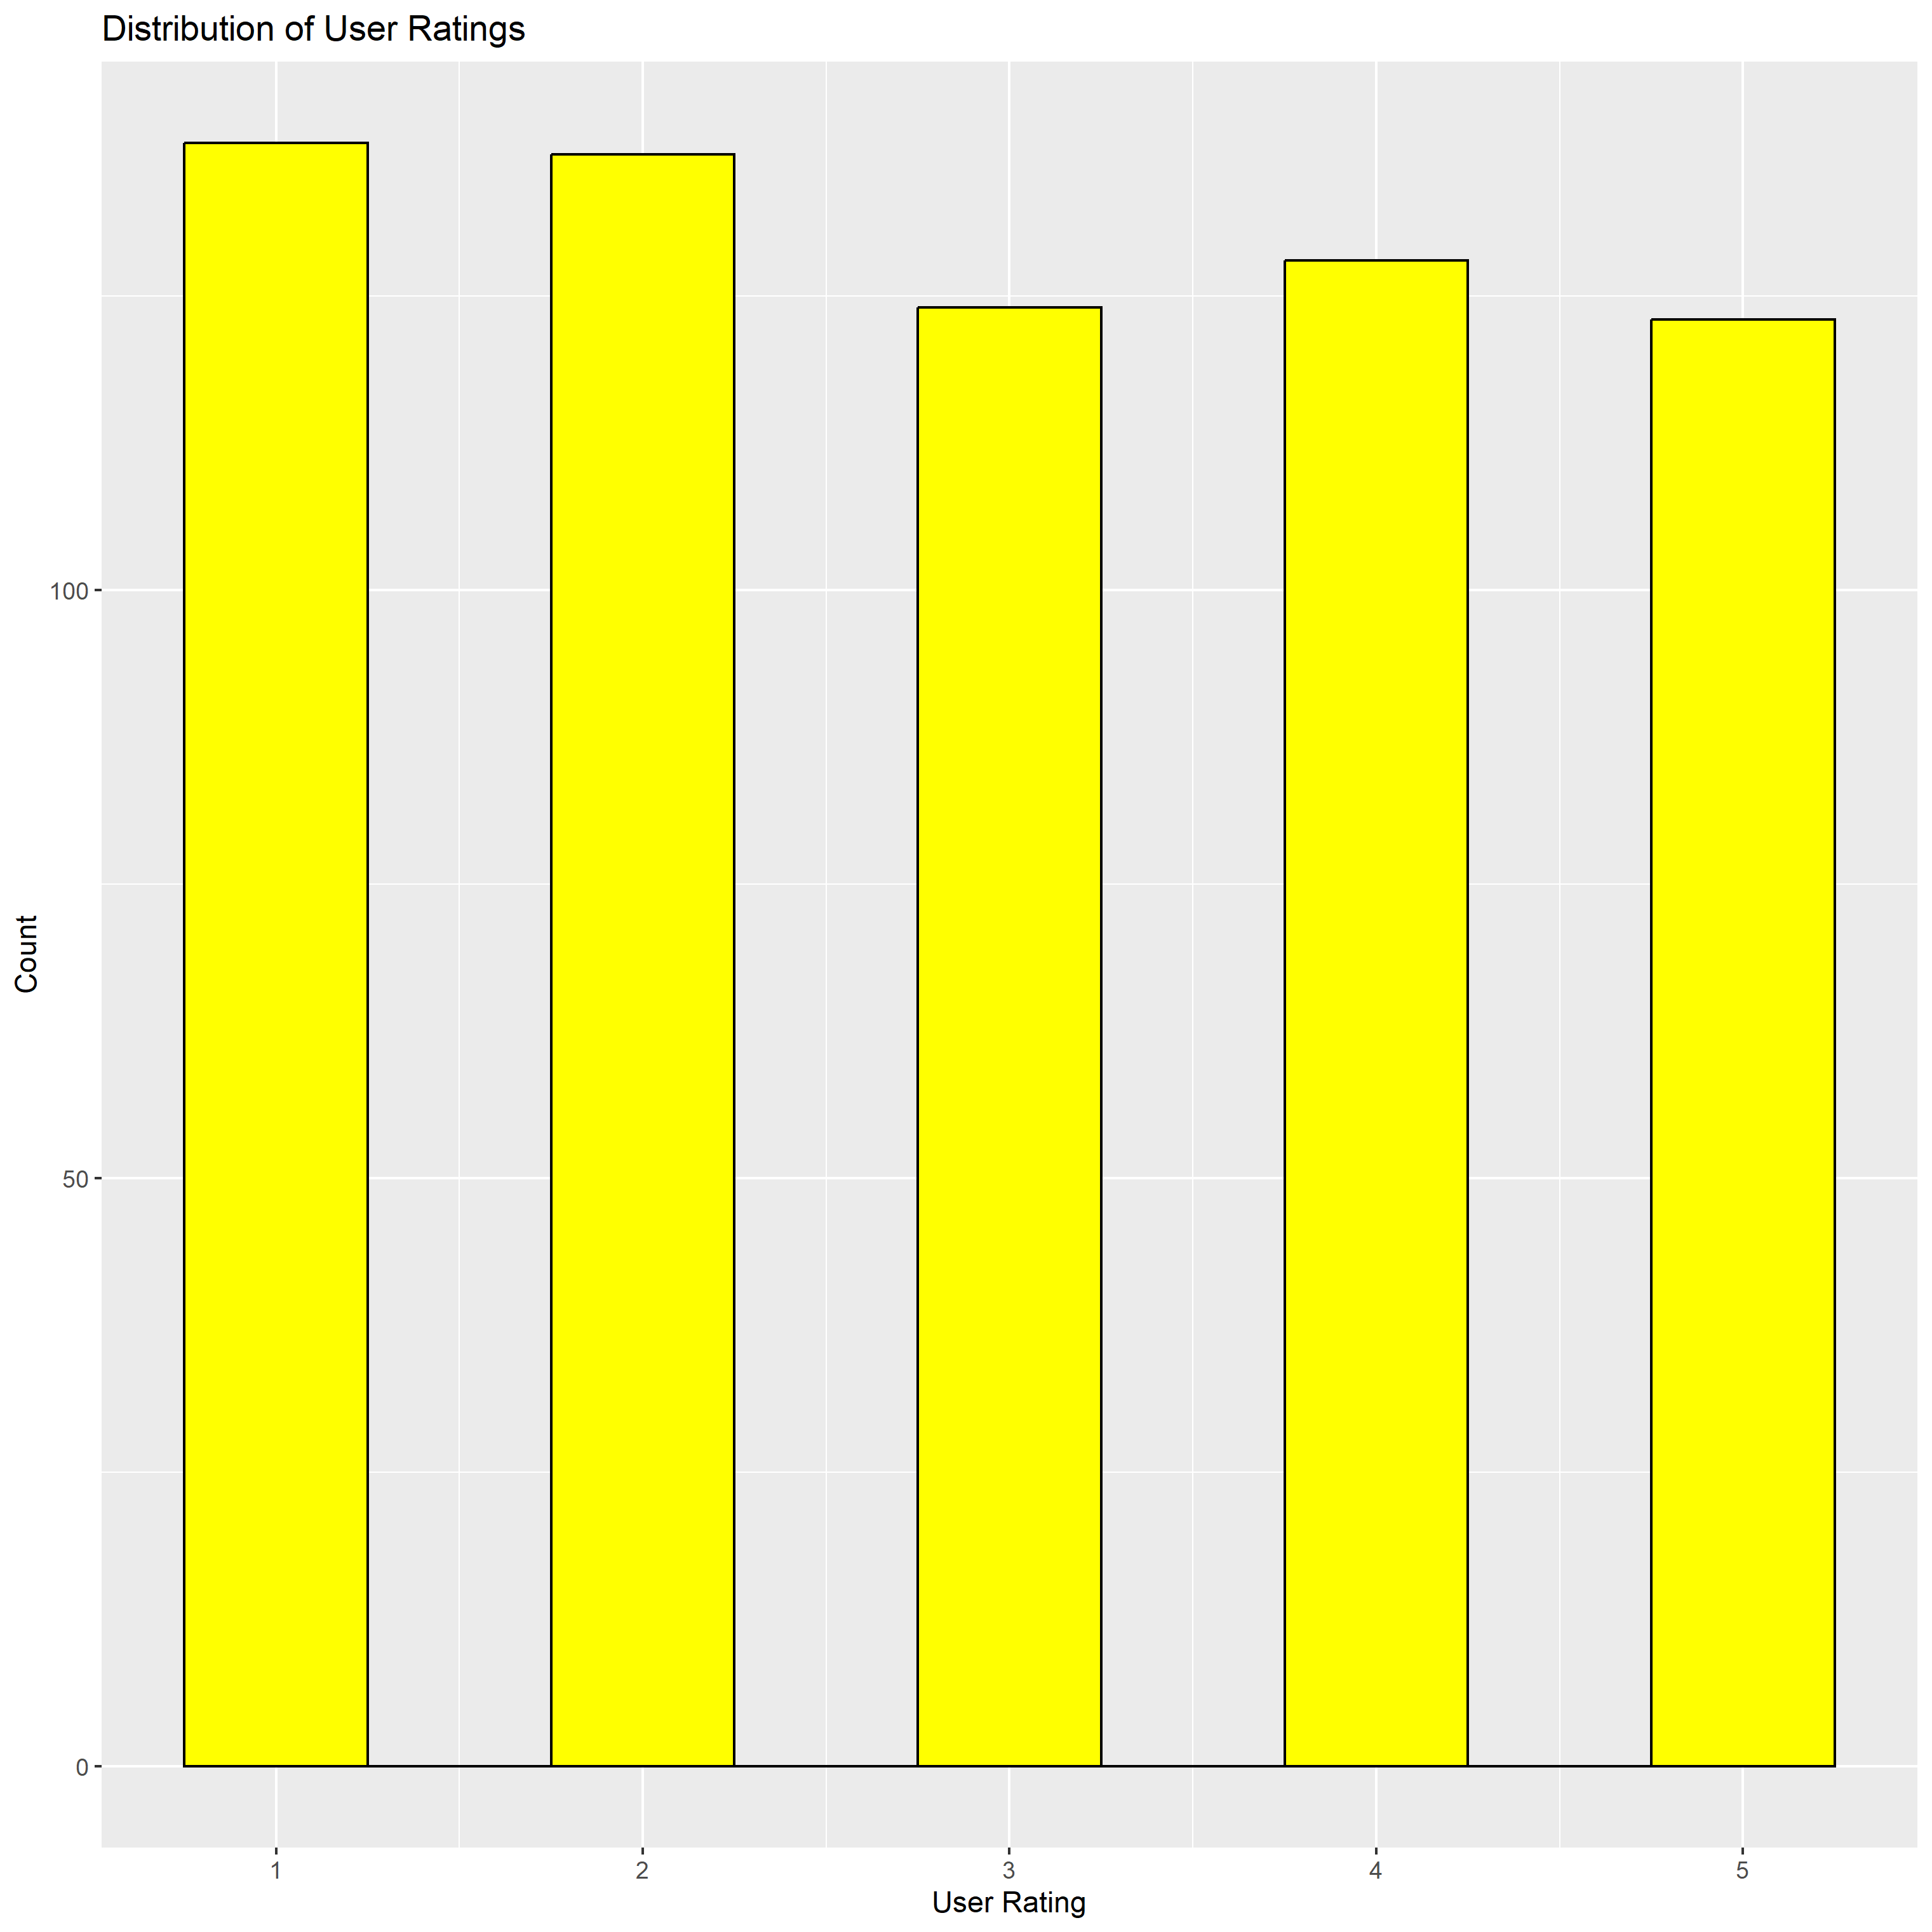 Distribution of User Ratings
100
50
0
Count
1 2 3 4 5
User Rating